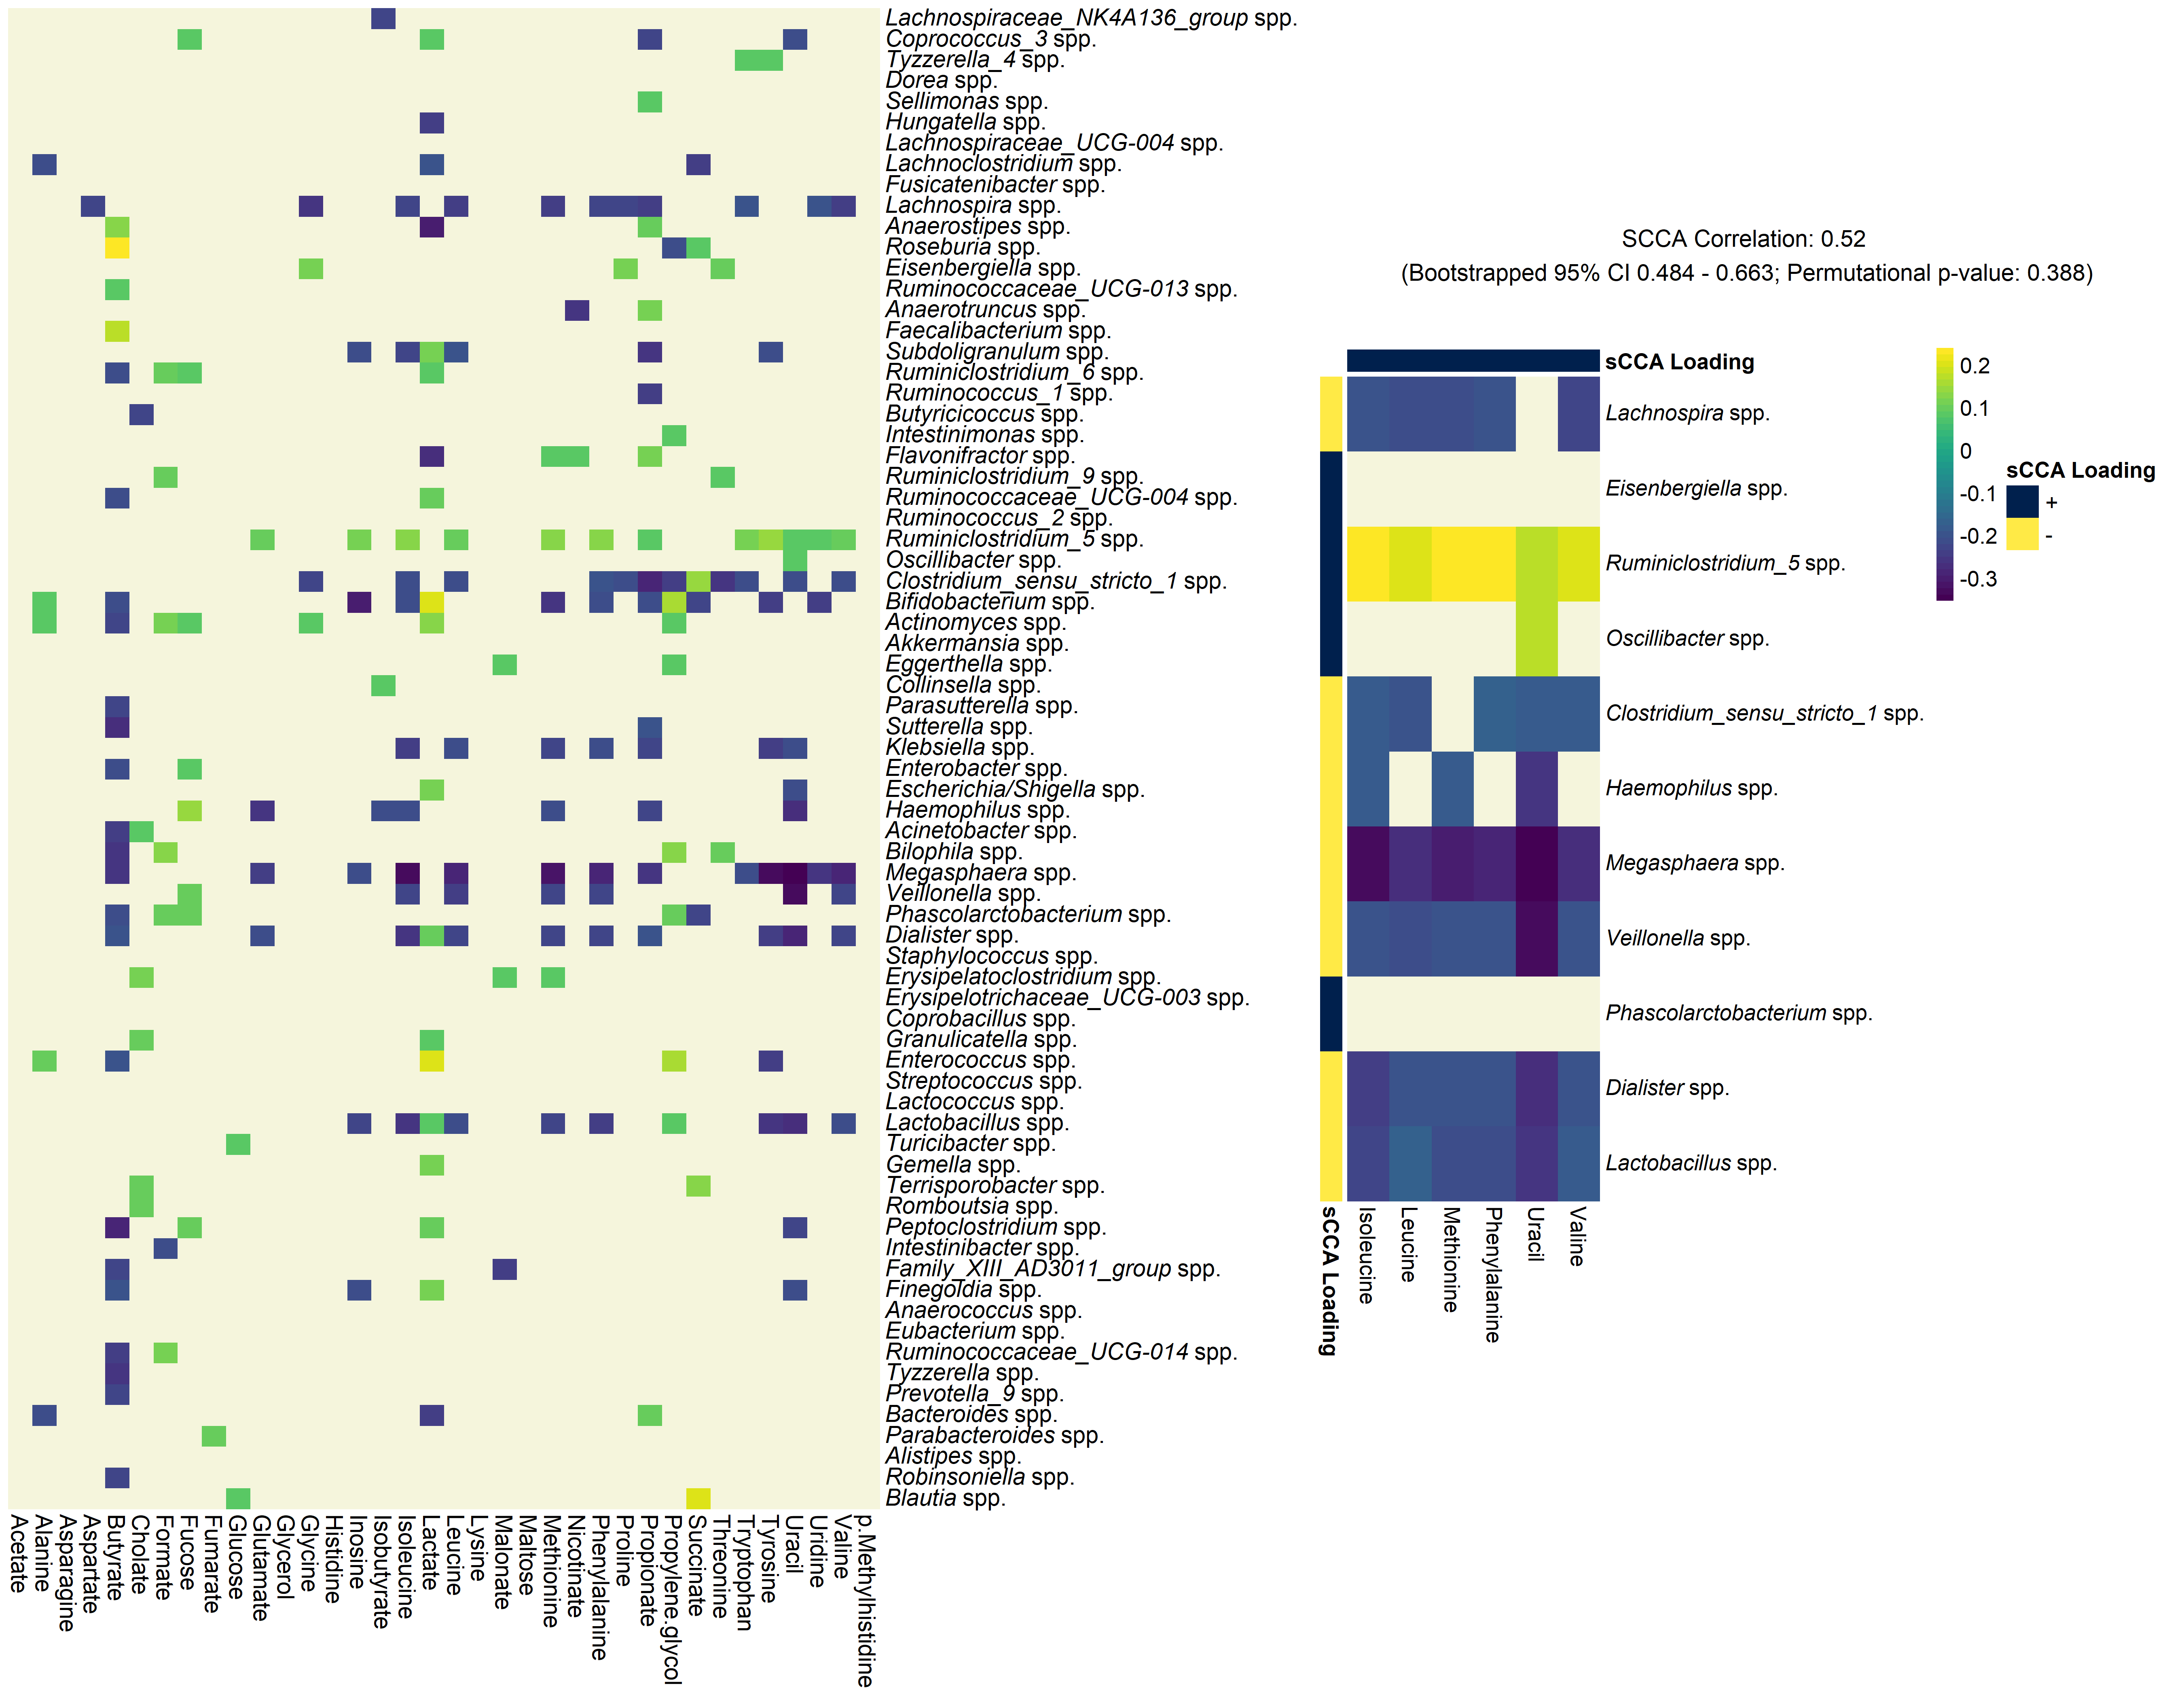 Lachnospiraceae_NK4A136_group spp.
Coprococcus_3 spp.
Tyzzerella_4 spp.
Dorea spp.
Sellimonas spp.
Hungatella spp.
Lachnospiraceae_UCG-004 spp.
Lachnoclostridium spp.
Fusicatenibacter spp.
Lachnospira spp.
Anaerostipes spp.
Roseburia spp.
Eisenbergiella spp.
Ruminococcaceae_UCG-013 spp.
Anaerotruncus spp.
Faecalibacterium spp.
Subdoligranulum spp.
Ruminiclostridium_6 spp.
Ruminococcus_1 spp.
Butyricicoccus spp.
Intestinimonas spp.
Flavonifractor spp.
Ruminiclostridium_9 spp.
Ruminococcaceae_UCG-004 spp.
Ruminococcus_2 spp.
Ruminiclostridium_5 spp.
Oscillibacter spp.
Clostridium_sensu_stricto_1 spp.
Bifidobacterium spp.
Actinomyces spp.
Akkermansia spp.
Eggerthella spp.
Collinsella spp.
Parasutterella spp.
Sutterella spp.
Klebsiella spp.
Enterobacter spp.
Escherichia/Shigella spp.
Haemophilus spp.
Acinetobacter spp.
Bilophila spp.
Megasphaera spp.
Veillonella spp.
Phascolarctobacterium spp.
Dialister spp.
Staphylococcus spp.
Erysipelatoclostridium spp.
Erysipelotrichaceae_UCG-003 spp.
Coprobacillus spp.
Granulicatella spp.
Enterococcus spp.
Streptococcus spp.
Lactococcus spp.
Lactobacillus spp.
Turicibacter spp.
Gemella spp.
Terrisporobacter spp.
Romboutsia spp.
Peptoclostridium spp.
Intestinibacter spp.
Family_XIII_AD3011_group spp.
Finegoldia spp.
Anaerococcus spp.
Eubacterium spp.
Ruminococcaceae_UCG-014 spp.
Tyzzerella spp.
Prevotella_9 spp.
Bacteroides spp.
Parabacteroides spp.
Alistipes spp.
Robinsoniella spp.
Blautia spp.
Acetate
Alanine
Asparagine
Aspartate
Butyrate
Cholate
Formate
Fucose
Fumarate
Glucose
Glutamate
Glycerol
Glycine
Histidine
Inosine
Isobutyrate
Isoleucine
Lactate
Leucine
Lysine
Malonate
Maltose
Methionine
Nicotinate
Phenylalanine
Proline
Propionate
Propylene.glycol
Succinate
Threonine
Tryptophan
Tyrosine
Uracil
Uridine
Valine
p.Methylhistidine
SCCA Correlation: 0.52
(Bootstrapped 95% CI 0.484 - 0.663; Permutational p-value: 0.388)
sCCA Loading
Lachnospira spp.
Eisenbergiella spp.
Ruminiclostridium_5 spp.
Oscillibacter spp.
Clostridium_sensu_stricto_1 spp.
Haemophilus spp.
Megasphaera spp.
Veillonella spp.
Phascolarctobacterium spp.
Dialister spp.
Lactobacillus spp.
sCCA Loading
Isoleucine
Leucine
Methionine
Phenylalanine
Uracil
Valine
0.2
0.1
0
-0.1
-0.2
-0.3
sCCA Loading
+
-